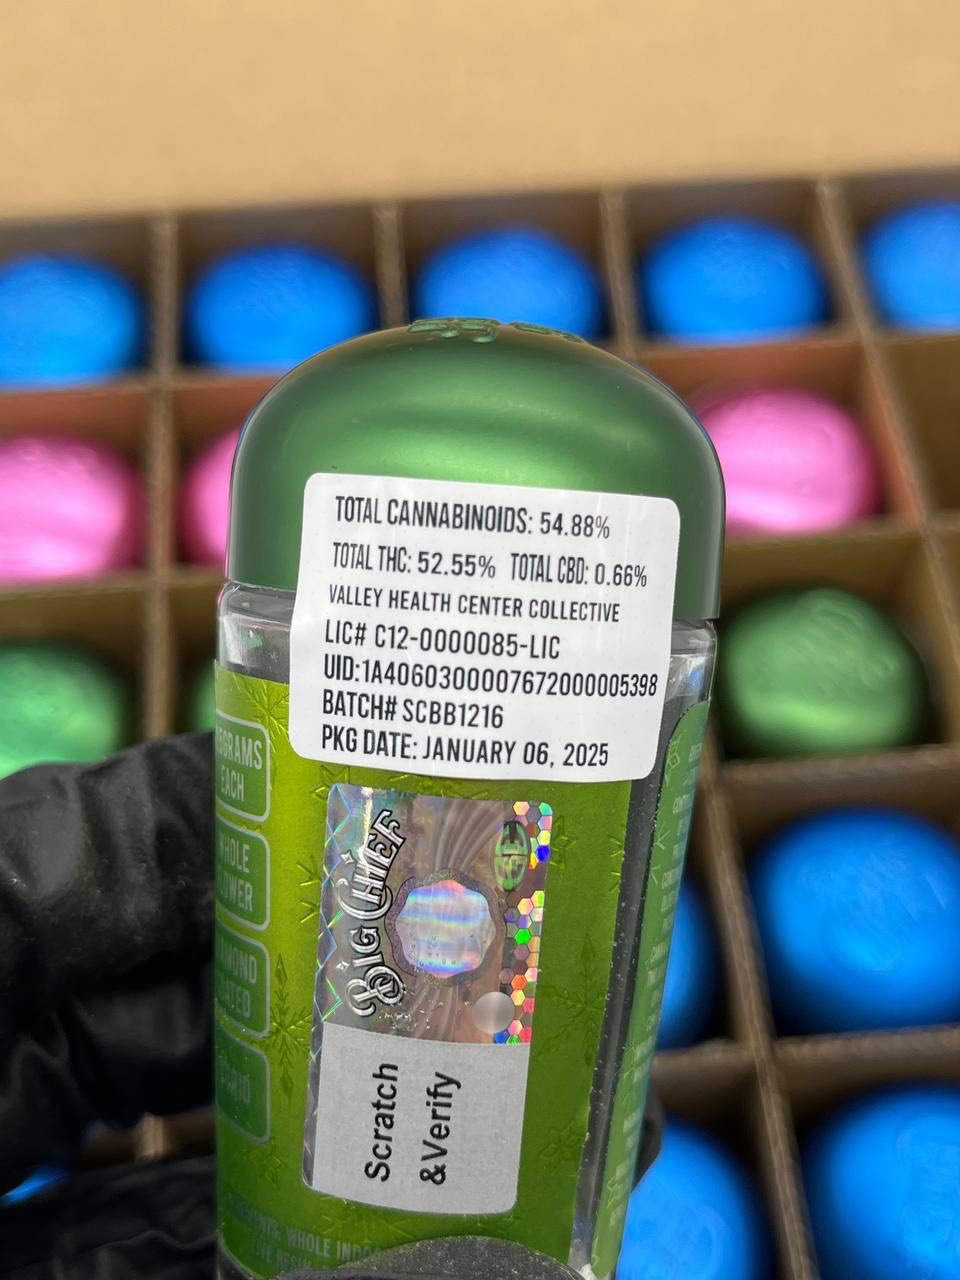 TOTAL CANNABINOIDS: 54.88%
TOTAL THC: 52.55% TOTAL CBD: 0.66%
VALLEY HEALTH CENTER COLLECTIVE
LIC# C12-0000085-LIC
UID:1A4060300007672000005398
BATCH# SCBB1216
PKG DATE: JANUARY 06, 2025
EACH
WHOLE
BIG CHIEF
Scratch
&Verify
WHOLE